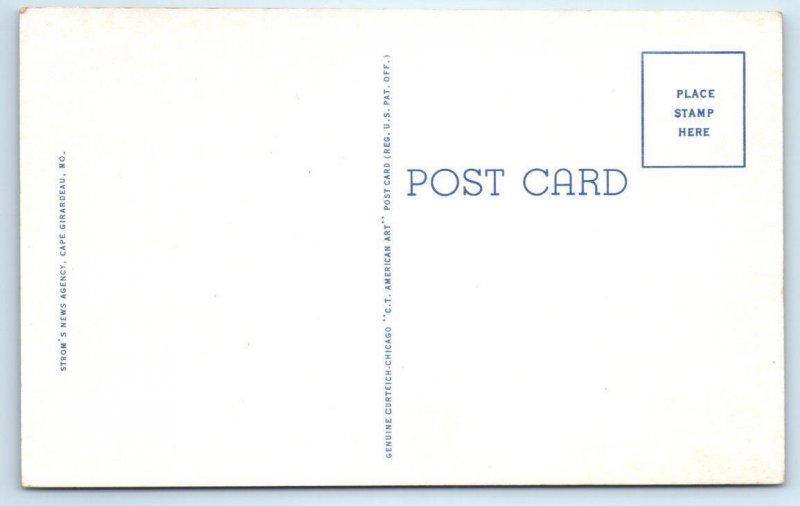 STROM'S NEWS AGENCY, CAPE GIRARDEAU, MO.
GENUINE CURTEICH-CHICAGO "C.T. AMERICAN ART" POST CARD (REG. U.S. PAT. OFF.)
POST CARD
PLACE
STAMP
HERE